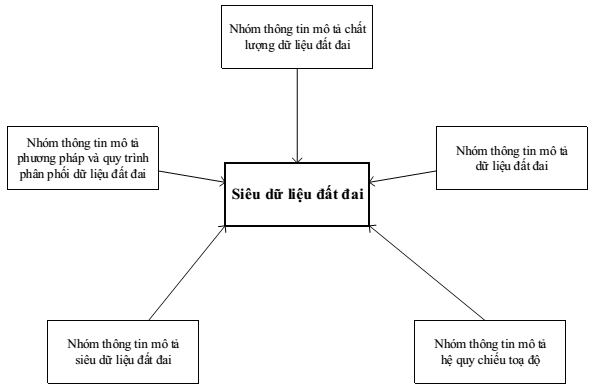 Nhóm thông tin mô tả chất
lượng dữ liệu đất đai
Nhóm thông tin mô tả
phương pháp và quy trình
phân phối dữ liệu đất đai
Nhóm thông tin mô tả
dữ liệu đất đai
Siêu dữ liệu đất đai
Nhóm thông tin mô tả
siêu dữ liệu đất đai
Nhóm thông tin mô tả
hệ quy chiếu toạ độ